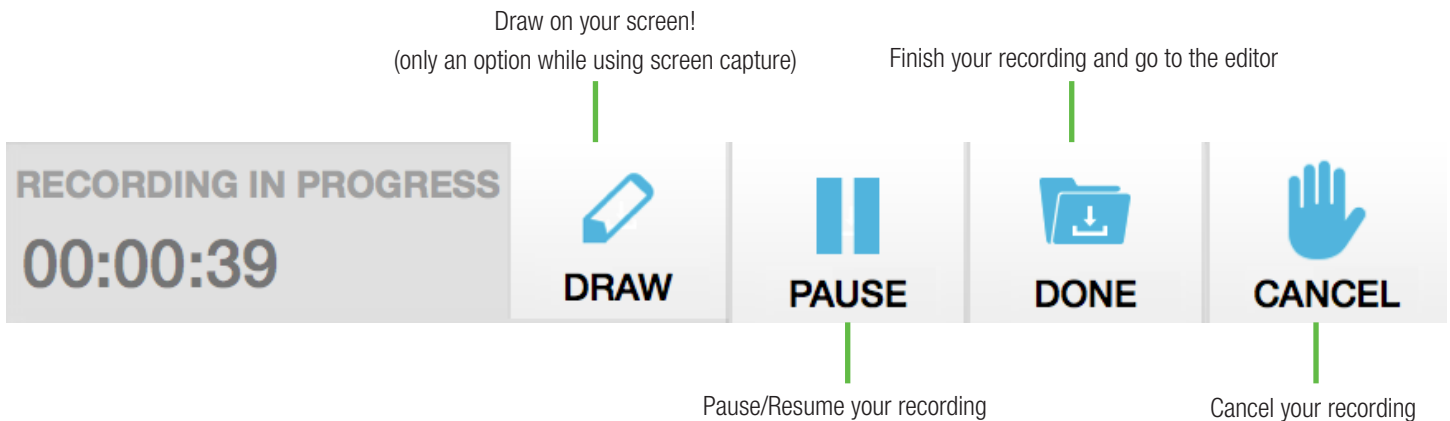 Draw on your screen!
(only an option while using screen capture)
Finish your recording and go to the editor
RECORDING IN PROGRESS
00:00:39
DRAW
PAUSE
DONE
CANCEL
Pause/Resume your recording
Cancel your recording